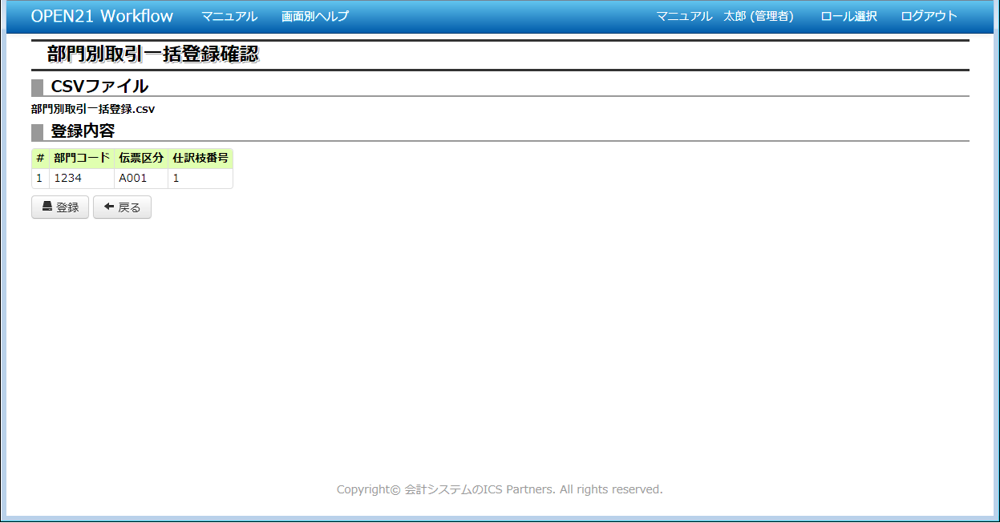 OPEN21 Workflow マニュアル 画面別ヘルプ マニュアル 太郎 (管理者) ロール選択 ログアウト
部門別取引一括登録確認
CSVファイル
部門別取引一括登録.csv
登録内容
# 部門コード 伝票区分 仕訳枝番号
1 1234 A001 1
登録 戻る
Copyright© 会計システムのICS Partners. All rights reserved.